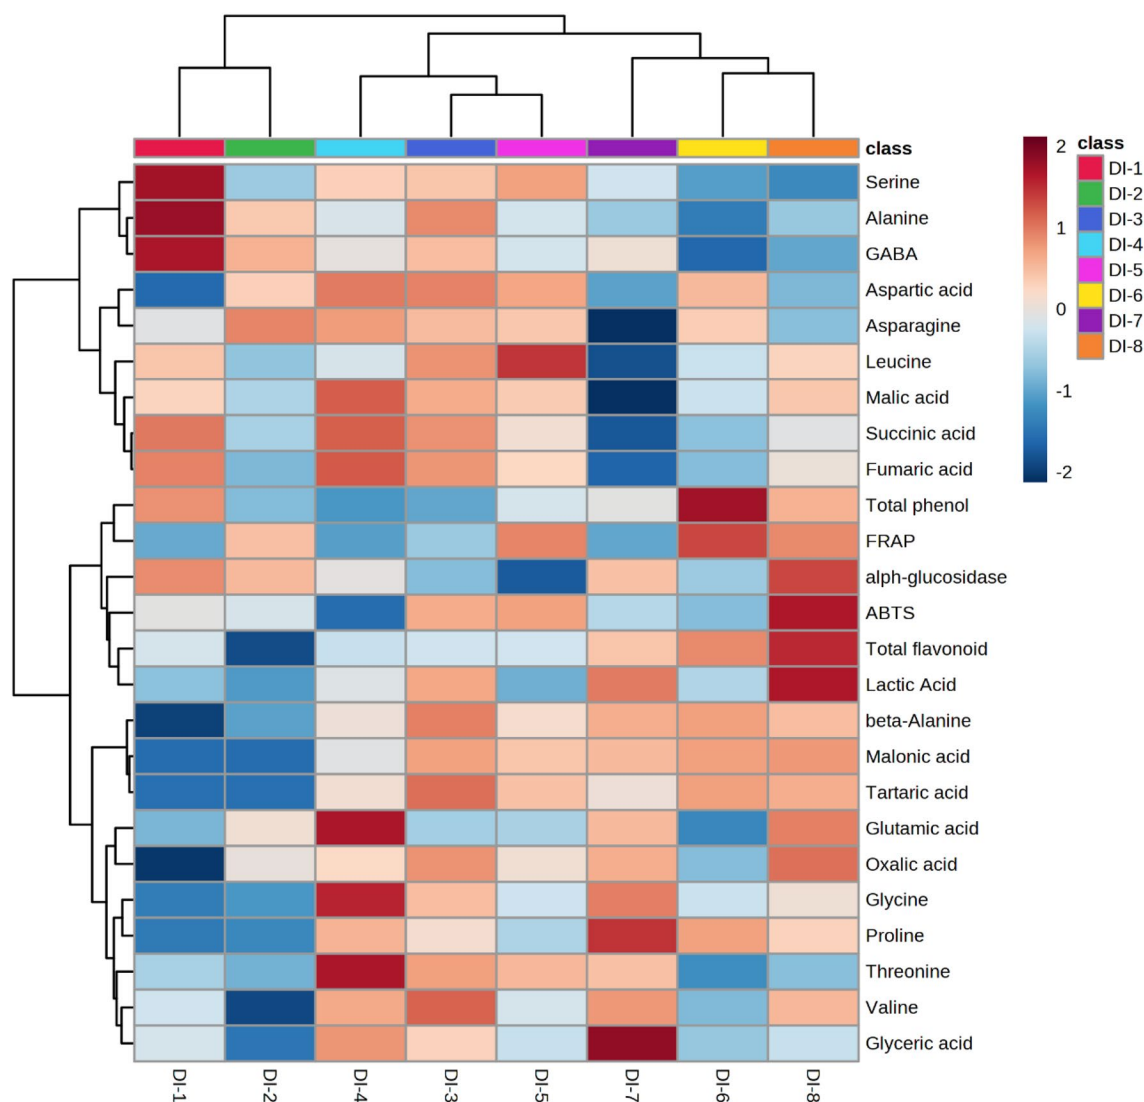 class
Serine
Alanine
GABA
Aspartic acid
Asparagine
Leucine
Malic acid
Succinic acid
Fumaric acid
Total phenol
FRAP
alph-glucosidase
ABTS
Total flavonoid
Lactic Acid
beta-Alanine
Malonic acid
Tartaric acid
Glutamic acid
Oxalic acid
Glycine
Proline
Threonine
Valine
Glyceric acid
DI-1
DI-2
DI-4
DI-3
DI-5
DI-7
DI-6
DI-8
2
1
0
-1
-2
class
DI-1
DI-2
DI-3
DI-4
DI-5
DI-6
DI-7
DI-8